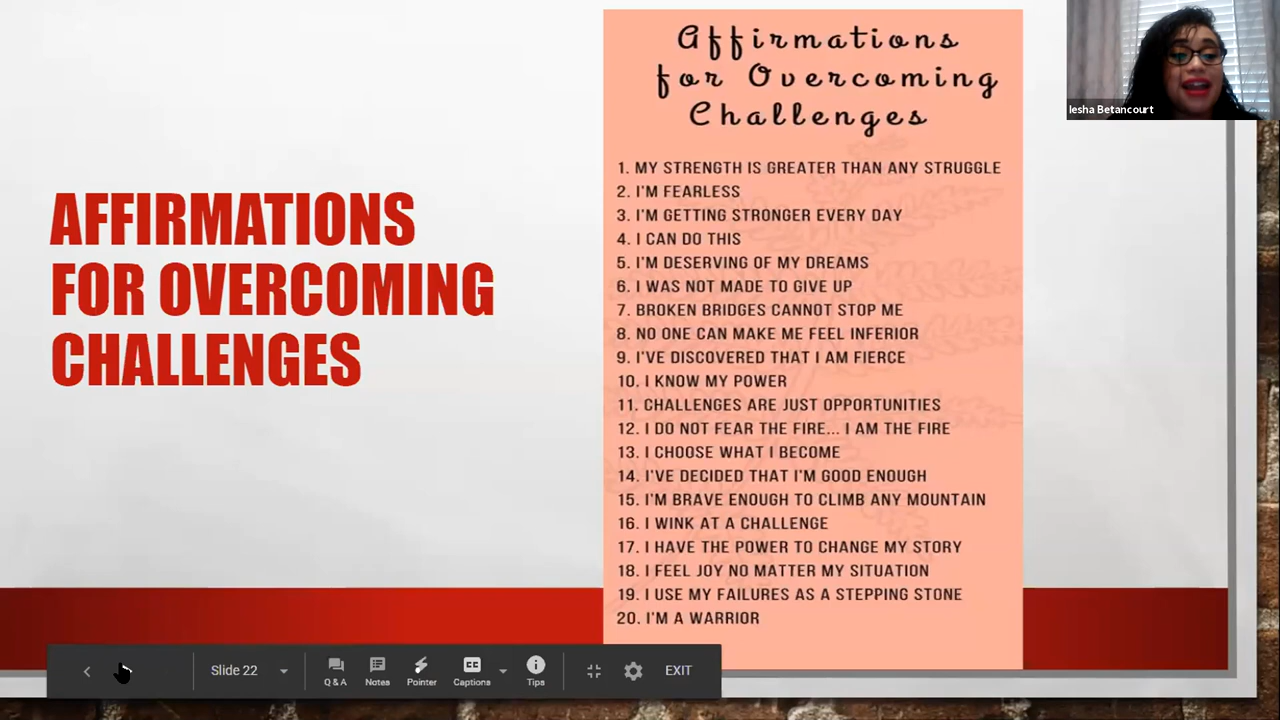 AFFIRMATIONS
FOR OVERCOMING
CHALLENGES
Affirmations
for Overcoming
Challenges
1. MY STRENGTH IS GREATER THAN ANY STRUGGLE
2. I'M FEARLESS
3. I'M GETTING STRONGER EVERY DAY
4. I CAN DO THIS
5. I'M DESERVING OF MY DREAMS
6. I WAS NOT MADE TO GIVE UP
7. BROKEN BRIDGES CANNOT STOP ME
8. NO ONE CAN MAKE ME FEEL INFERIOR
9. I'VE DISCOVERED THAT I AM FIERCE
10. I KNOW MY POWER
11. CHALLENGES ARE JUST OPPORTUNITIES
12. I DO NOT FEAR THE FIRE... I AM THE FIRE
13. I CHOOSE WHAT I BECOME
14. I'VE DECIDED THAT I'M GOOD ENOUGH
15. I'M BRAVE ENOUGH TO CLIMB ANY MOUNTAIN
16. I WINK AT A CHALLENGE
17. I HAVE THE POWER TO CHANGE MY STORY
18. I FEEL JOY NO MATTER MY SITUATION
19. I USE MY FAILURES AS A STEPPING STONE
20. I'M A WARRIOR
Iesha Betancourt
Slide 22
Q & A
Notes
Pointer
CC
Captions
Tips
EXIT